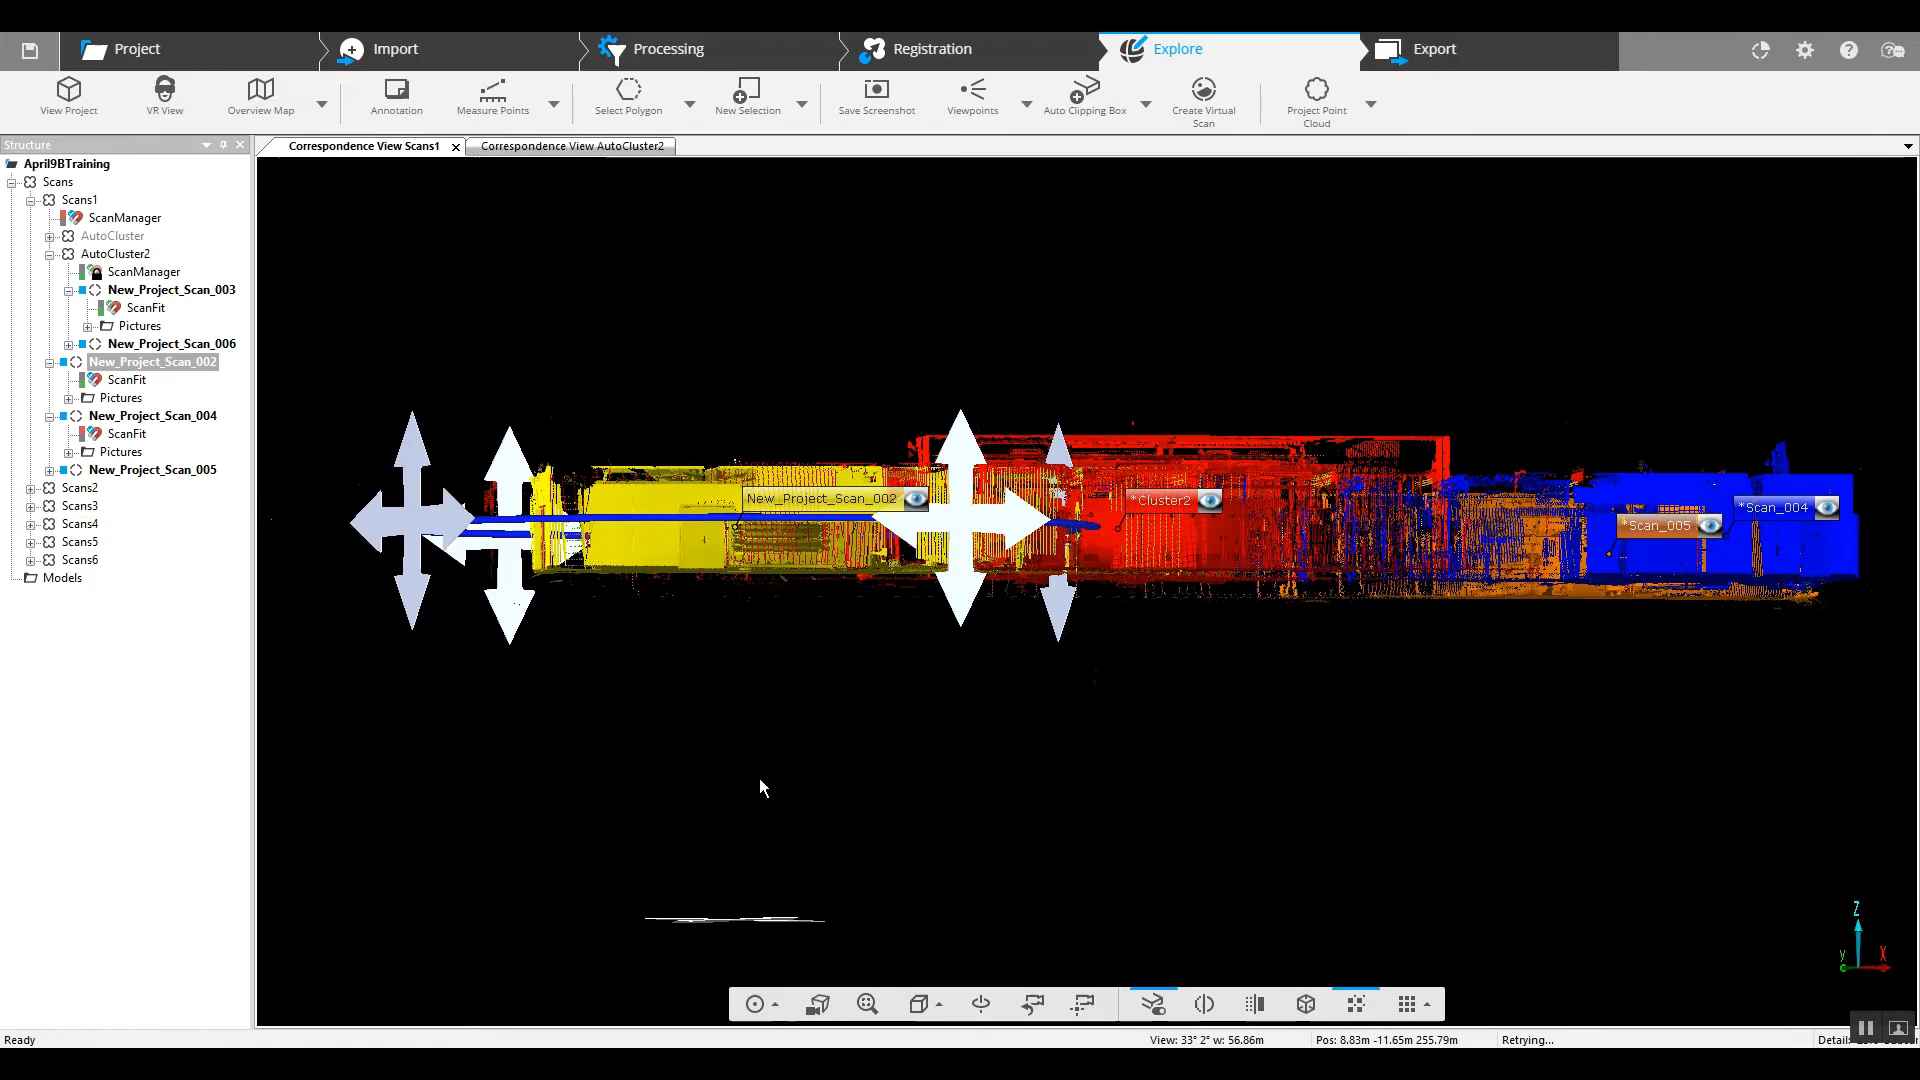 Project
Import
Processing
Registration
Explore
Export
View Project
VR View
Overview Map
Annotation
Measure Points
Select Polygon
New Selection
Save Screenshot
Viewpoints
Auto Clipping Box
Create Virtual
Scan
Project Point
Cloud
Structure
Correspondence View Scans1
Correspondence View AutoCluster2
April9BTraining
Scans
Scans1
ScanManager
AutoCluster
AutoCluster2
ScanManager
New_Project_Scan_003
ScanFit
Pictures
New_Project_Scan_006
New_Project_Scan_002
ScanFit
Pictures
New_Project_Scan_004
ScanFit
Pictures
New_Project_Scan_005
Scans2
Scans3
Scans4
Scans5
Scans6
Models
New_Project_Scan_002
*Cluster2
*Scan_005
*Scan_004
Z
y
X
Ready
View: 33° 2° w: 56.86m
Pos: 8.83m -11.65m 255.79m
Retrying...
Detail: